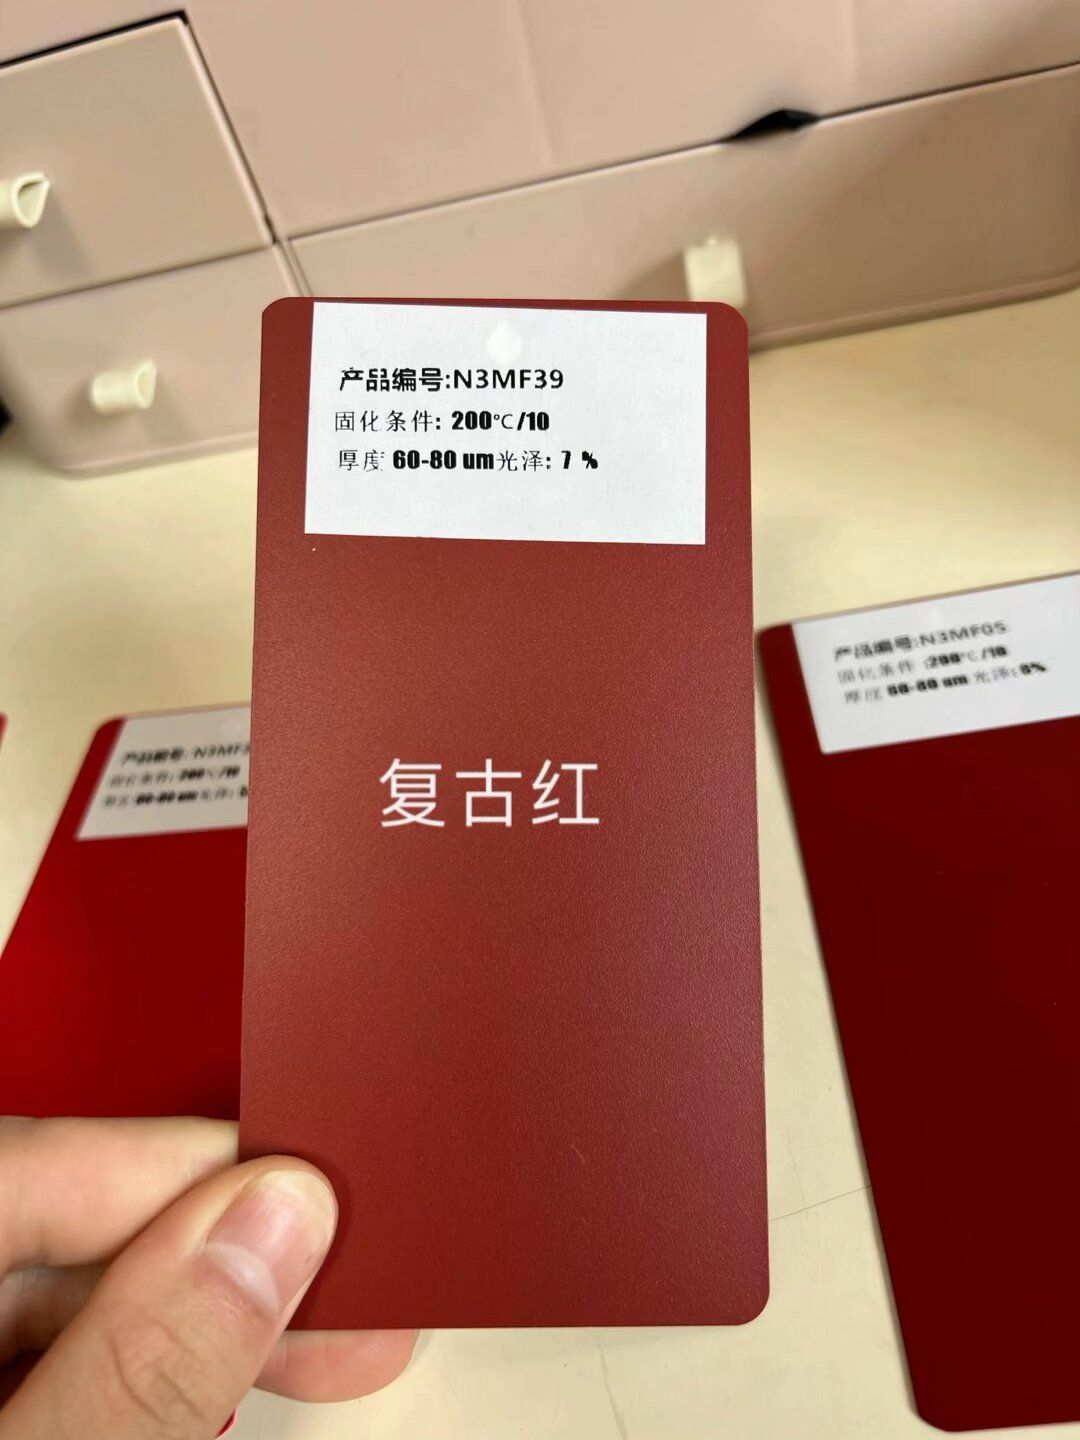 产品编号:N3MF39
固化条件: 200℃/10
厚度 60-80 um光泽: 7 %
复古红
产品编号:N3MF05
固化条件 :200℃/10
厚度 60-80 um 光泽: 8%
产品编号: N3MF3
固化条件: 200℃/10
厚度 60-80 um光泽: